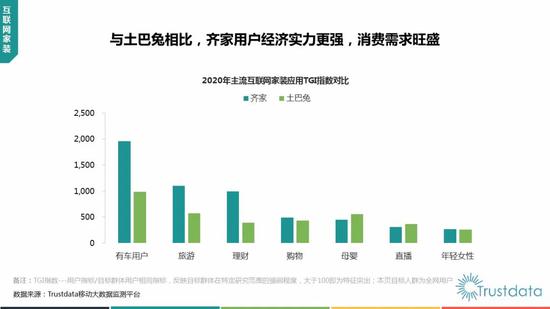 互联网家装
与土巴兔相比，齐家用户经济实力更强，消费需求旺盛
2020年主流互联网家装应用TGI指数对比
齐家 土巴兔
2,500
2,000
1,500
1,000
500
0
有车用户 旅游 理财 购物 母婴 直播 年轻女性
备注：TGI指数---用户指标/目标群体用户相同指标，反映目标群体在特定研究范围的强弱程度，大于100即为特征突出；本页目标人群为全网用户
数据来源：Trustdata移动大数据监测平台
Trustdata